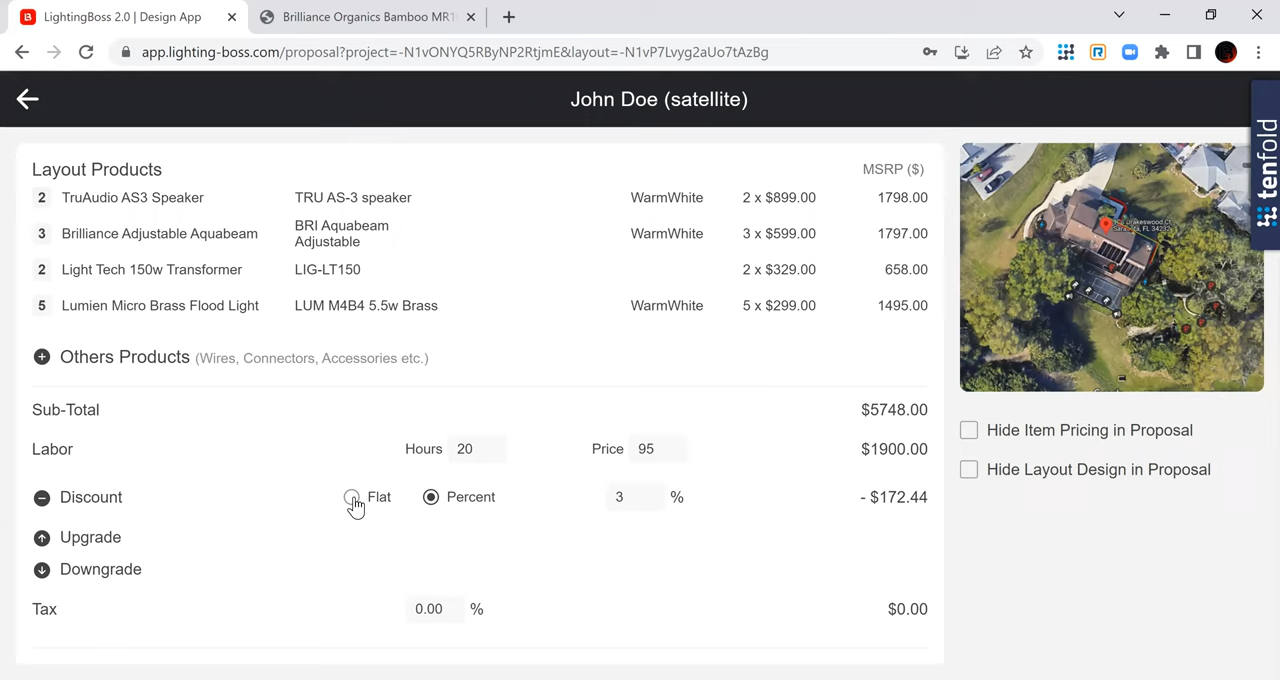 LightingBoss 2.0 | Design App
Brilliance Organics Bamboo MR1
app.lighting-boss.com/proposal?project=-N1vONYQ5RByNP2RtjmE&layout=-N1vP7Lvyg2aUo7tAzBg
John Doe (satellite)
tenfold
Layout Products MSRP ($)
2 TruAudio AS3 Speaker TRU AS-3 speaker WarmWhite 2 x $899.00 1798.00
3 Brilliance Adjustable Aquabeam BRI Aquabeam Adjustable WarmWhite 3 x $599.00 1797.00
2 Light Tech 150w Transformer LIG-LT150 2 x $329.00 658.00
5 Lumien Micro Brass Flood Light LUM M4B4 5.5w Brass WarmWhite 5 x $299.00 1495.00
Others Products (Wires, Connectors, Accessories etc.)
Sub-Total $5748.00
Labor Hours 20 Price 95 $1900.00
Discount Flat Percent 3 % - $172.44
Upgrade
Downgrade
Tax 0.00 % $0.00
Sarasota, FL 34232
Hide Item Pricing in Proposal
Hide Layout Design in Proposal